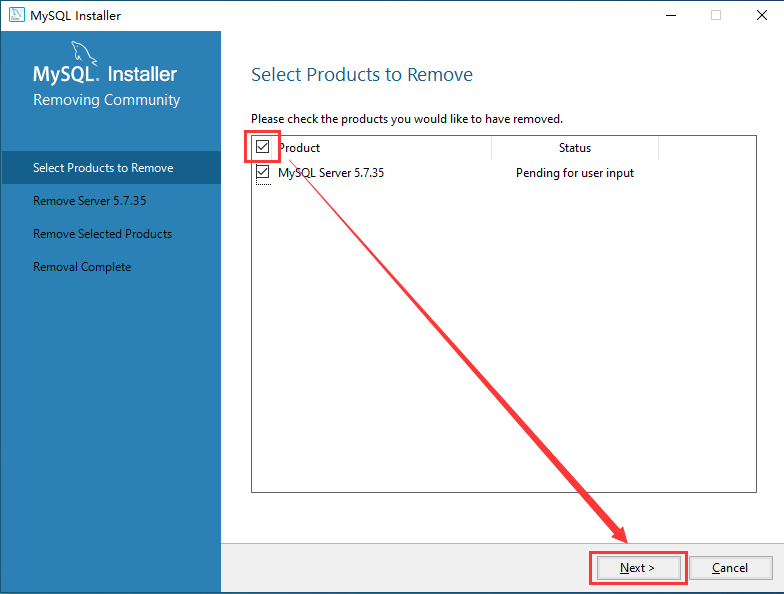 MySQL Installer
MySQL. Installer
Removing Community
Select Products to Remove
Remove Server 5.7.35
Remove Selected Products
Removal Complete
Select Products to Remove
Please check the products you would like to have removed.
Product Status
MySQL Server 5.7.35 Pending for user input
Next > Cancel